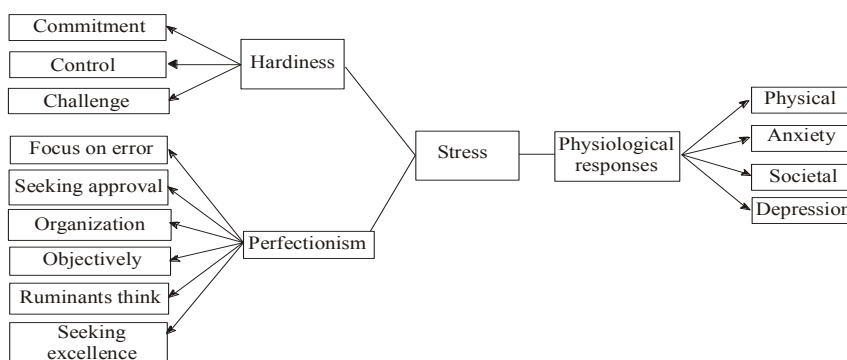 Commitment
Control
Challenge
Hardiness
Focus on error
Seeking approval
Organization
Objectively
Ruminants think
Seeking
excellence
Perfectionism
Stress
Physiological
responses
Physical
Anxiety
Societal
Depression